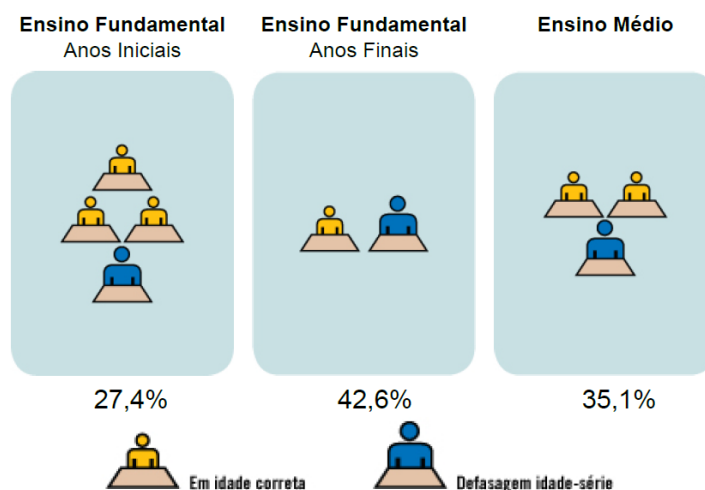 Ensino Fundamental
Anos Iniciais
Ensino Fundamental
Anos Finais
Ensino Médio
27,4%
42,6%
35,1%
Em idade correta
Defasagem idade-série